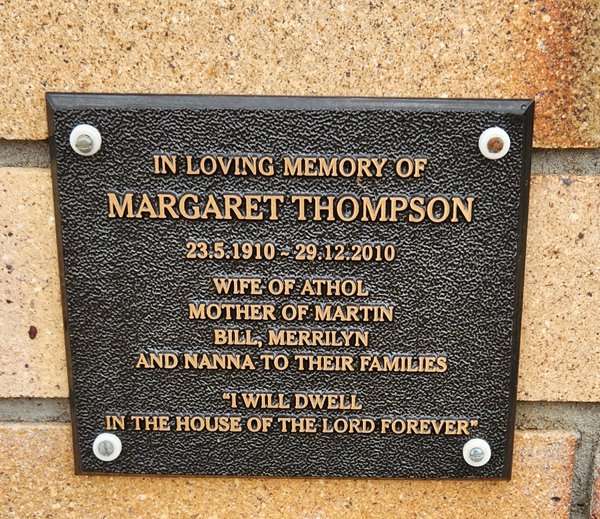 IN LOVING MEMORY OF
MARGARET THOMPSON
23.5.1910 ~ 29.12.2010
WIFE OF ATHOL
MOTHER OF MARTIN
BILL, MERRILYN
AND NANNA TO THEIR FAMILIES
“I WILL DWELL
IN THE HOUSE OF THE LORD FOREVER”